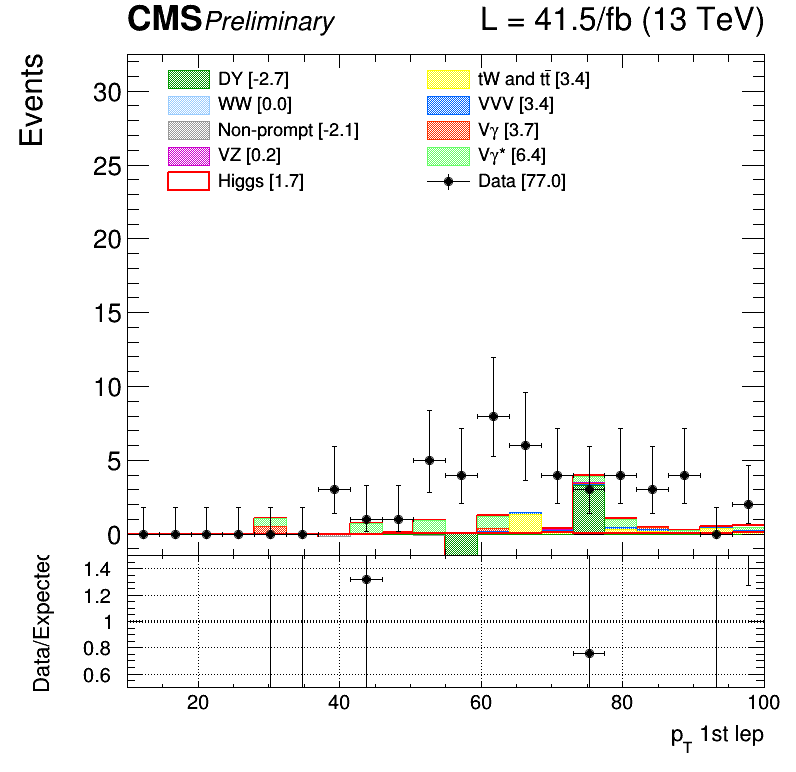 CMS Preliminary L = 41.5/fb (13 TeV)
Events
30
25
20
15
10
5
0
DY [-2.7]
WW [0.0]
Non-prompt [-2.1]
VZ [0.2]
Higgs [1.7]
tW and tt̄ [3.4]
VVV [3.4]
Vγ [3.7]
Vγ* [6.4]
Data [77.0]
Data/Expected
1.4
1.2
1
0.8
0.6
20 40 60 80 100
pT 1st lep